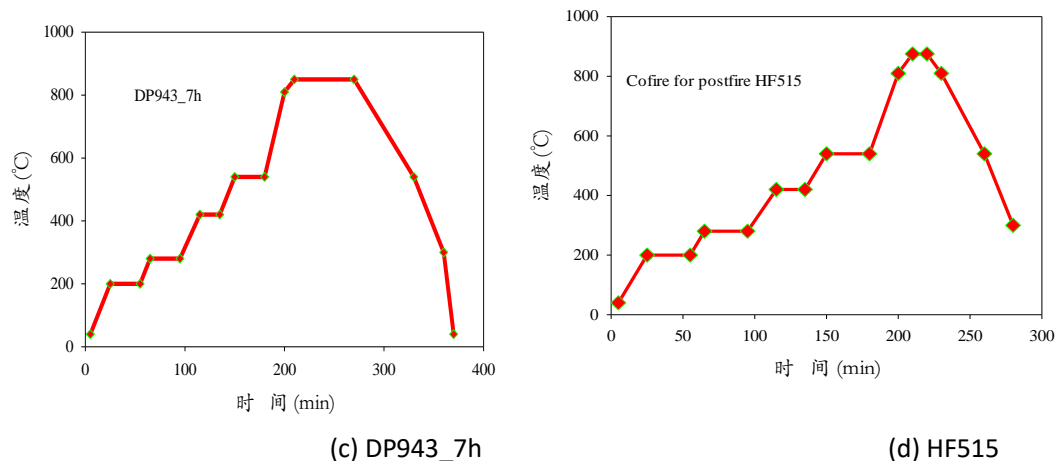 1000
800
600
400
200
0
温度(℃)
DP943_7h
0 100 200 300 400
时 间 (min)
(c) DP943_7h
1000
800
600
400
200
0
温度(℃)
Cofire for postfire HF515
0 50 100 150 200 250 300
时 间 (min)
(d) HF515